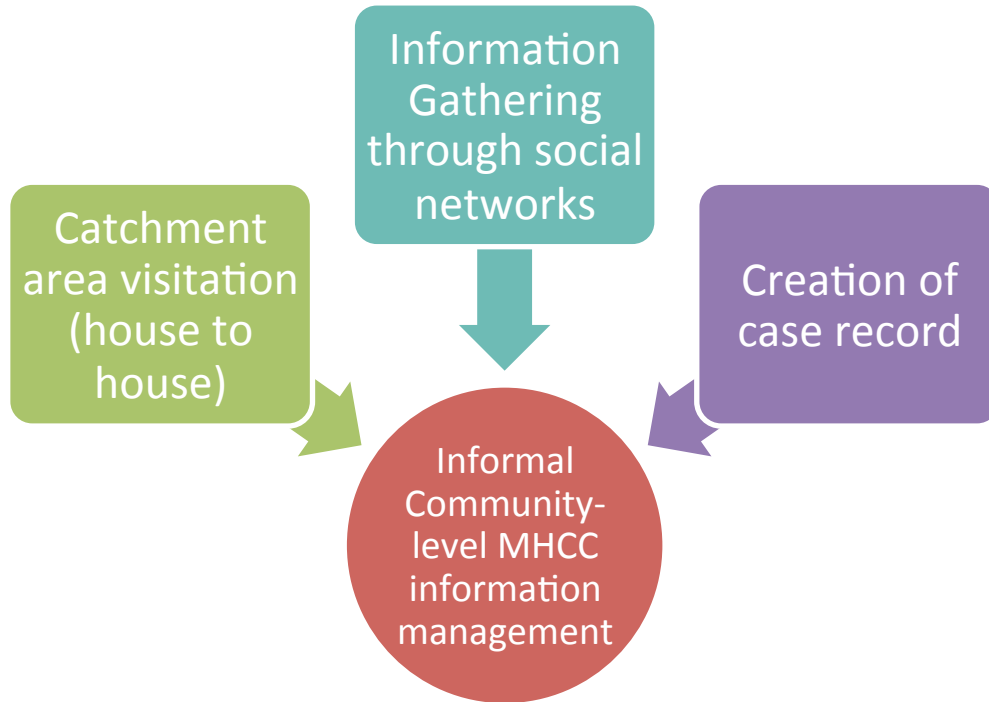 Information
Gathering
through social
networks
Catchment
area visitation
(house to
house)
Creation of
case record
Informal
Community-
level MHCC
information
management